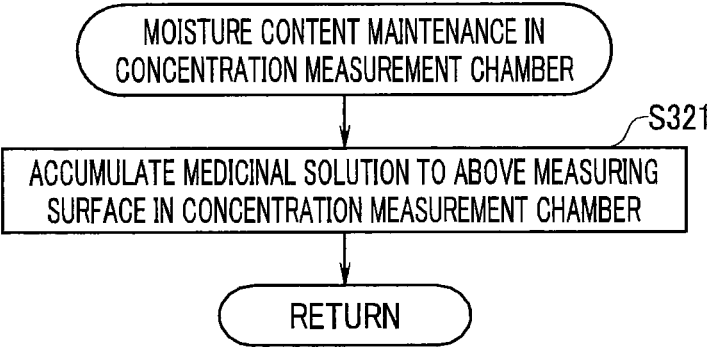 MOISTURE CONTENT MAINTENANCE IN
CONCENTRATION MEASUREMENT CHAMBER
S321
ACCUMULATE MEDICINAL SOLUTION TO ABOVE MEASURING
SURFACE IN CONCENTRATION MEASUREMENT CHAMBER
RETURN